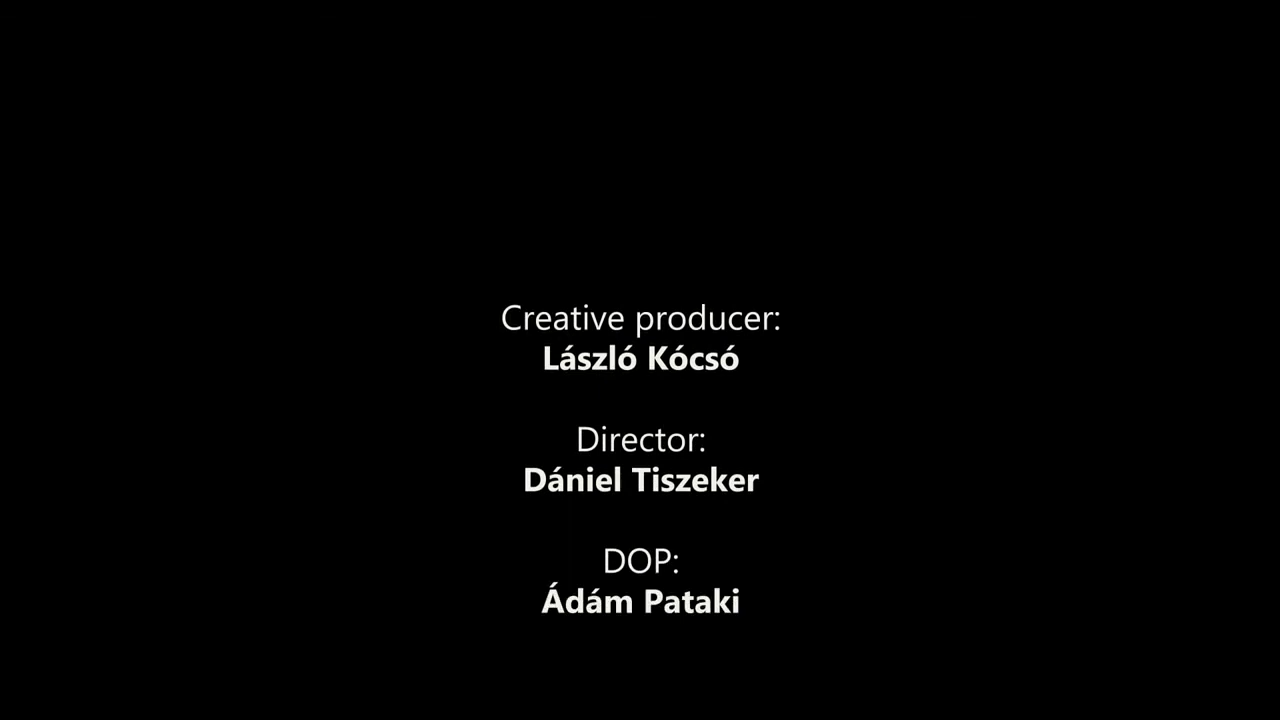 Creative producer:
László Kócsó
Director:
Dániel Tiszeker
DOP:
Ádám Pataki